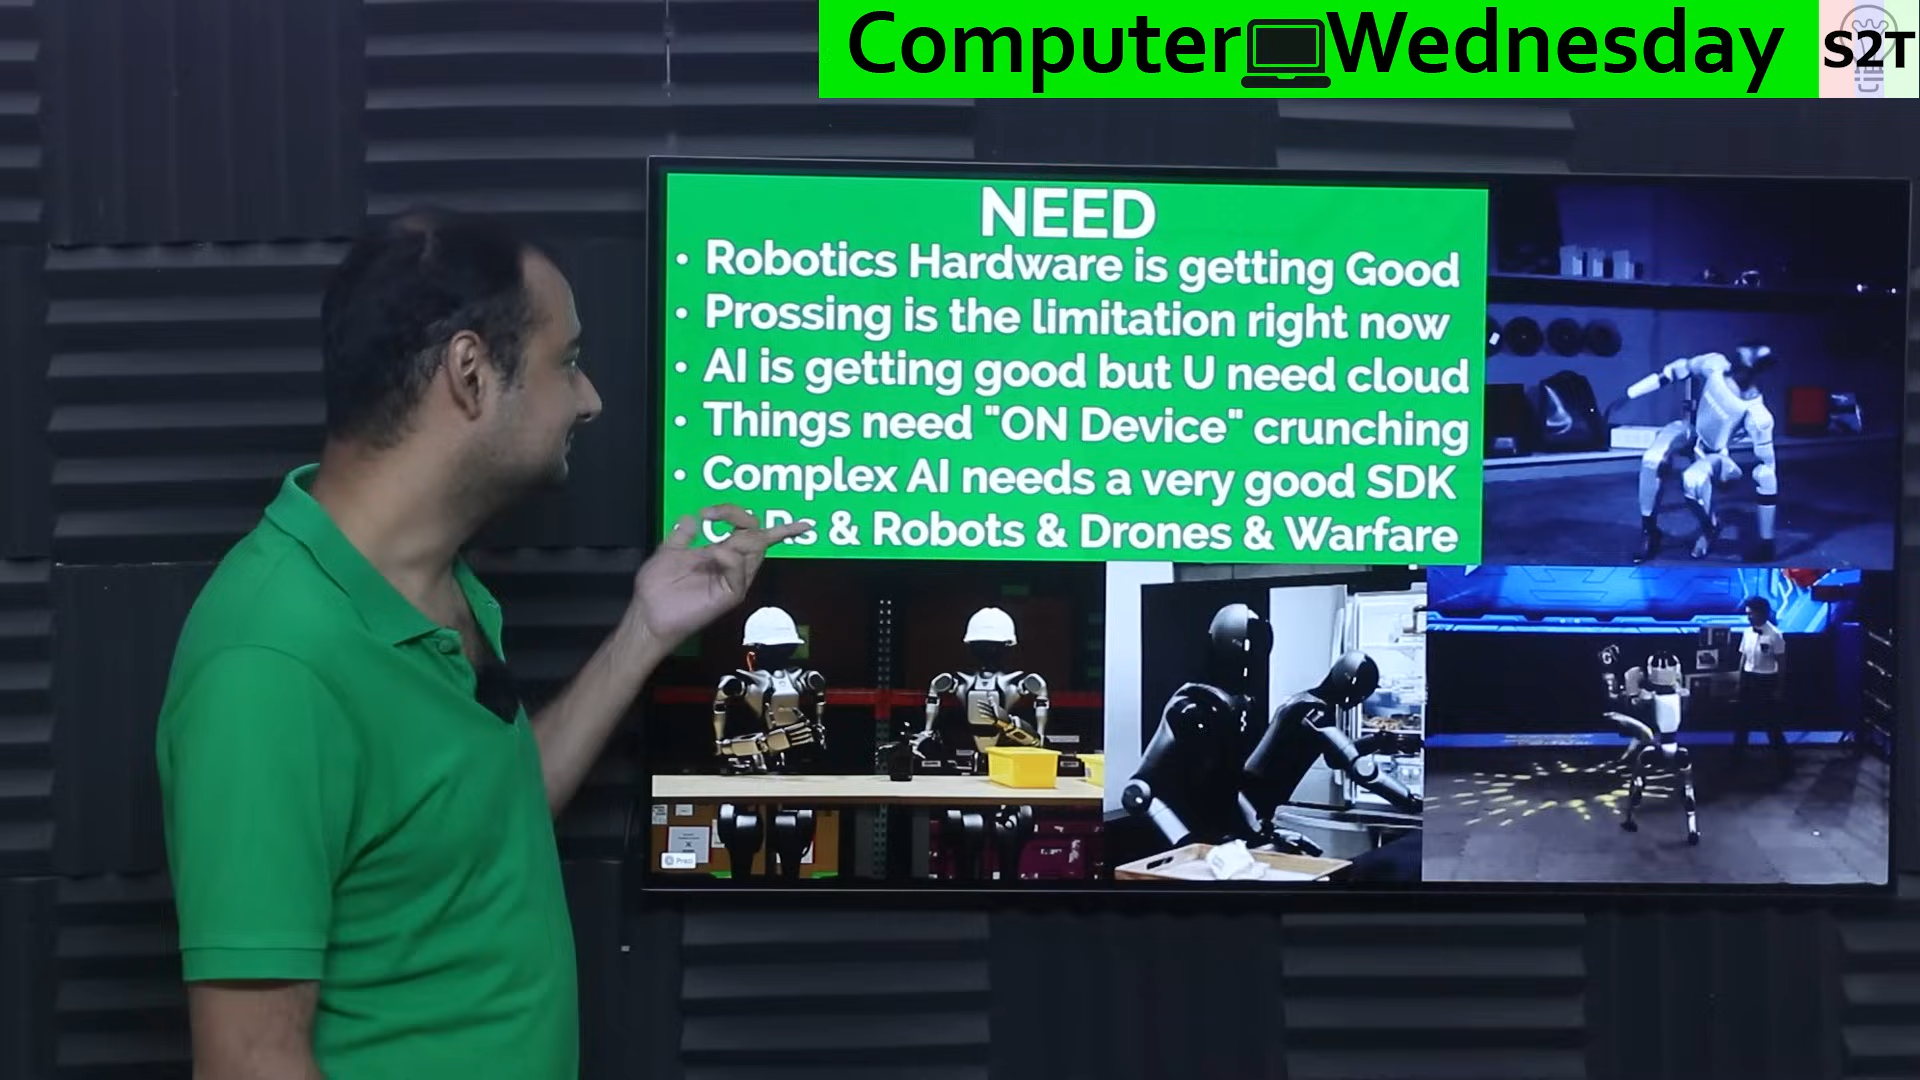 Computer Wednesday
S2T
NEED
• Robotics Hardware is getting Good
• Prossing is the limitation right now
• AI is getting good but U need cloud
• Things need "ON Device" crunching
• Complex AI needs a very good SDK
& Robots & Drones & Warfare
Prezi